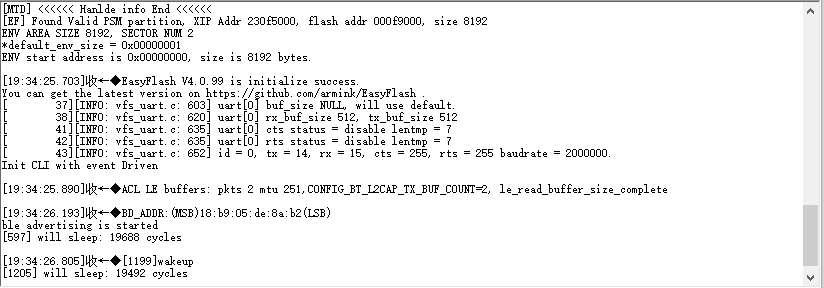 [MTD] <<<<<< Hanlde info End <<<<<<
[EF] Found Valid PSM partition, XIP Addr 230f5000, flash addr 000f9000, size 8192
ENV AREA SIZE 8192, SECTOR NUM 2
*default_env_size = 0x00000001
ENV start address is 0x00000000, size is 8192 bytes.
[19:34:25.703]收←◆EasyFlash V4.0.99 is initialize success.
You can get the latest version on https://github.com/armink/EasyFlash .
[      37][INFO: vfs_uart.c: 603] uart[0] buf_size NULL, will use default.
[      38][INFO: vfs_uart.c: 620] uart[0] rx_buf_size 512, tx_buf_size 512
[      41][INFO: vfs_uart.c: 635] uart[0] cts status = disable lentmp = 7
[      42][INFO: vfs_uart.c: 635] uart[0] rts status = disable lentmp = 7
[      43][INFO: vfs_uart.c: 652] id = 0, tx = 14, rx = 15, cts = 255, rts = 255 baudrate = 2000000.
Init CLI with event Driven
[19:34:25.890]收←◆ACL LE buffers: pkts 2 mtu 251,CONFIG_BT_L2CAP_TX_BUF_COUNT=2, le_read_buffer_size_complete
[19:34:26.193]收←◆BD_ADDR:(MSB)18:b9:05:de:8a:b2(LSB)
ble advertising is started
[597] will sleep: 19688 cycles
[19:34:26.805]收←◆[1199]wakeup
[1205] will sleep: 19492 cycles